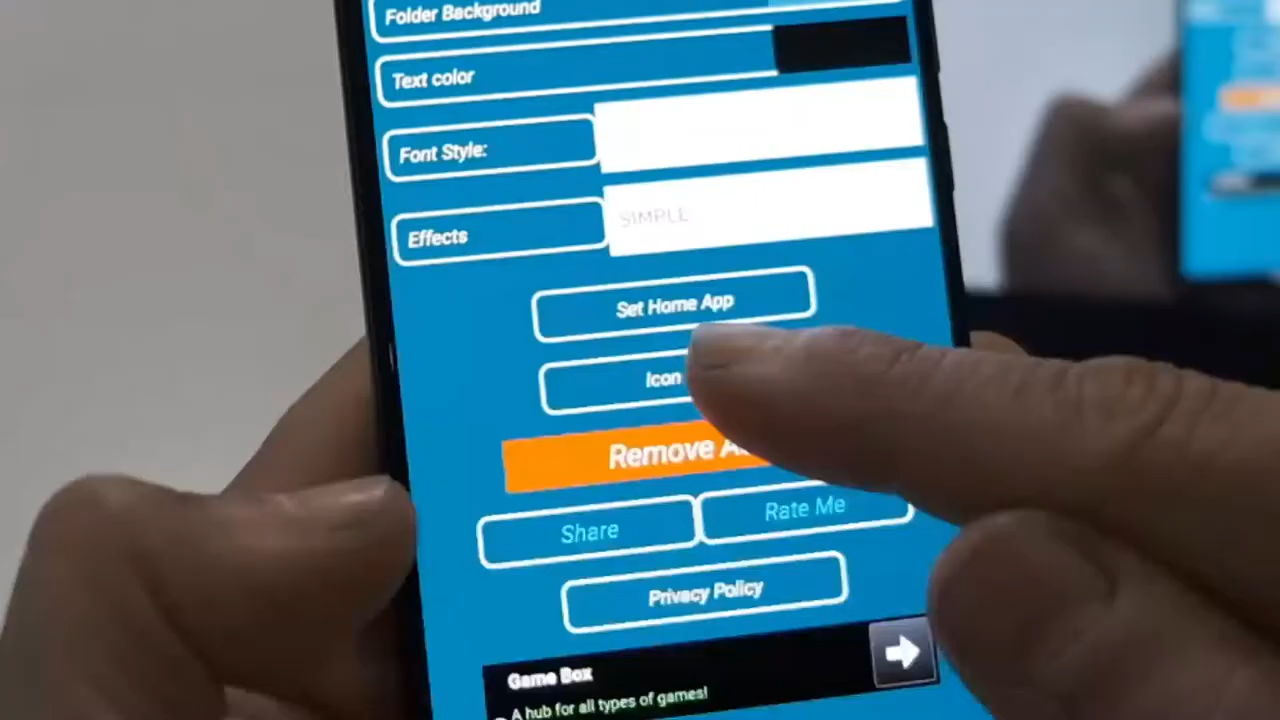 Folder Background
Text color
Font Style:
Effects
SIMPLE
Set Home App
Icon
Remove
Share
Rate Me
Privacy Policy
Game Box
A hub for all types of games!